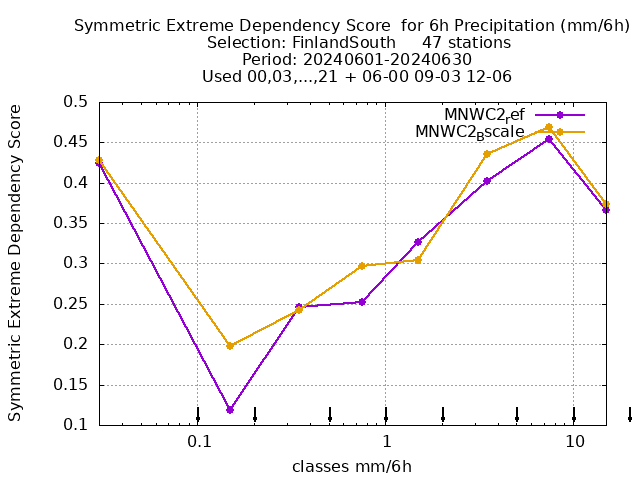 Symmetric Extreme Dependency Score  for 6h Precipitation (mm/6h)
Selection: FinlandSouth     47 stations
Period: 20240601-20240630
Used 00,03,...,21 + 06-00 09-03 12-06
MNWC2ref
MNWC2Bscale
Symmetric Extreme Dependency Score
0.5
0.45
0.4
0.35
0.3
0.25
0.2
0.15
0.1
0.1 1 10
classes mm/6h